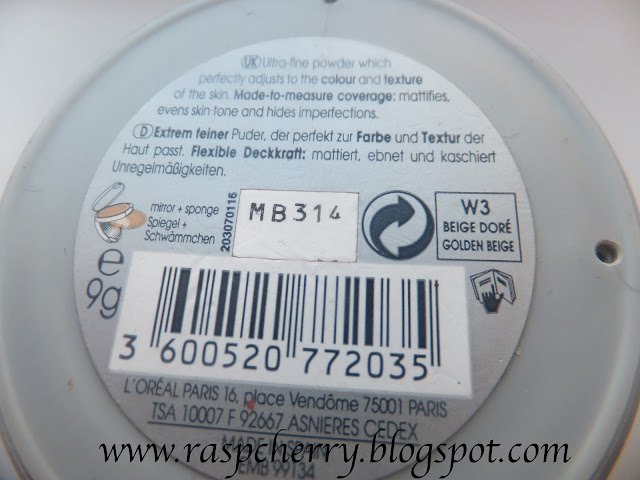 UK Ultra-fine powder which
perfectly adjusts to the colour and texture
of the skin. Made-to-measure coverage: mattifies,
evens skin tone and hides imperfections.
D Extrem feiner Puder, der perfekt zur Farbe und Textur der
Haut passt. Flexible Deckkraft: mattiert, ebnet und kaschiert
Unregelmäßigkeiten.
mirror + sponge
Spiegel +
Schwämmchen
203070116
MB314
W3
BEIGE DORÉ
GOLDEN BEIGE
e
9g
3 600520 772035
L'ORÉAL PARIS 16, place Vendôme 75001 PARIS
TSA 10007 F 92667 ASNIERES CEDEX
MADE IN
EMB 99134
www.raspcherry.blogspot.com